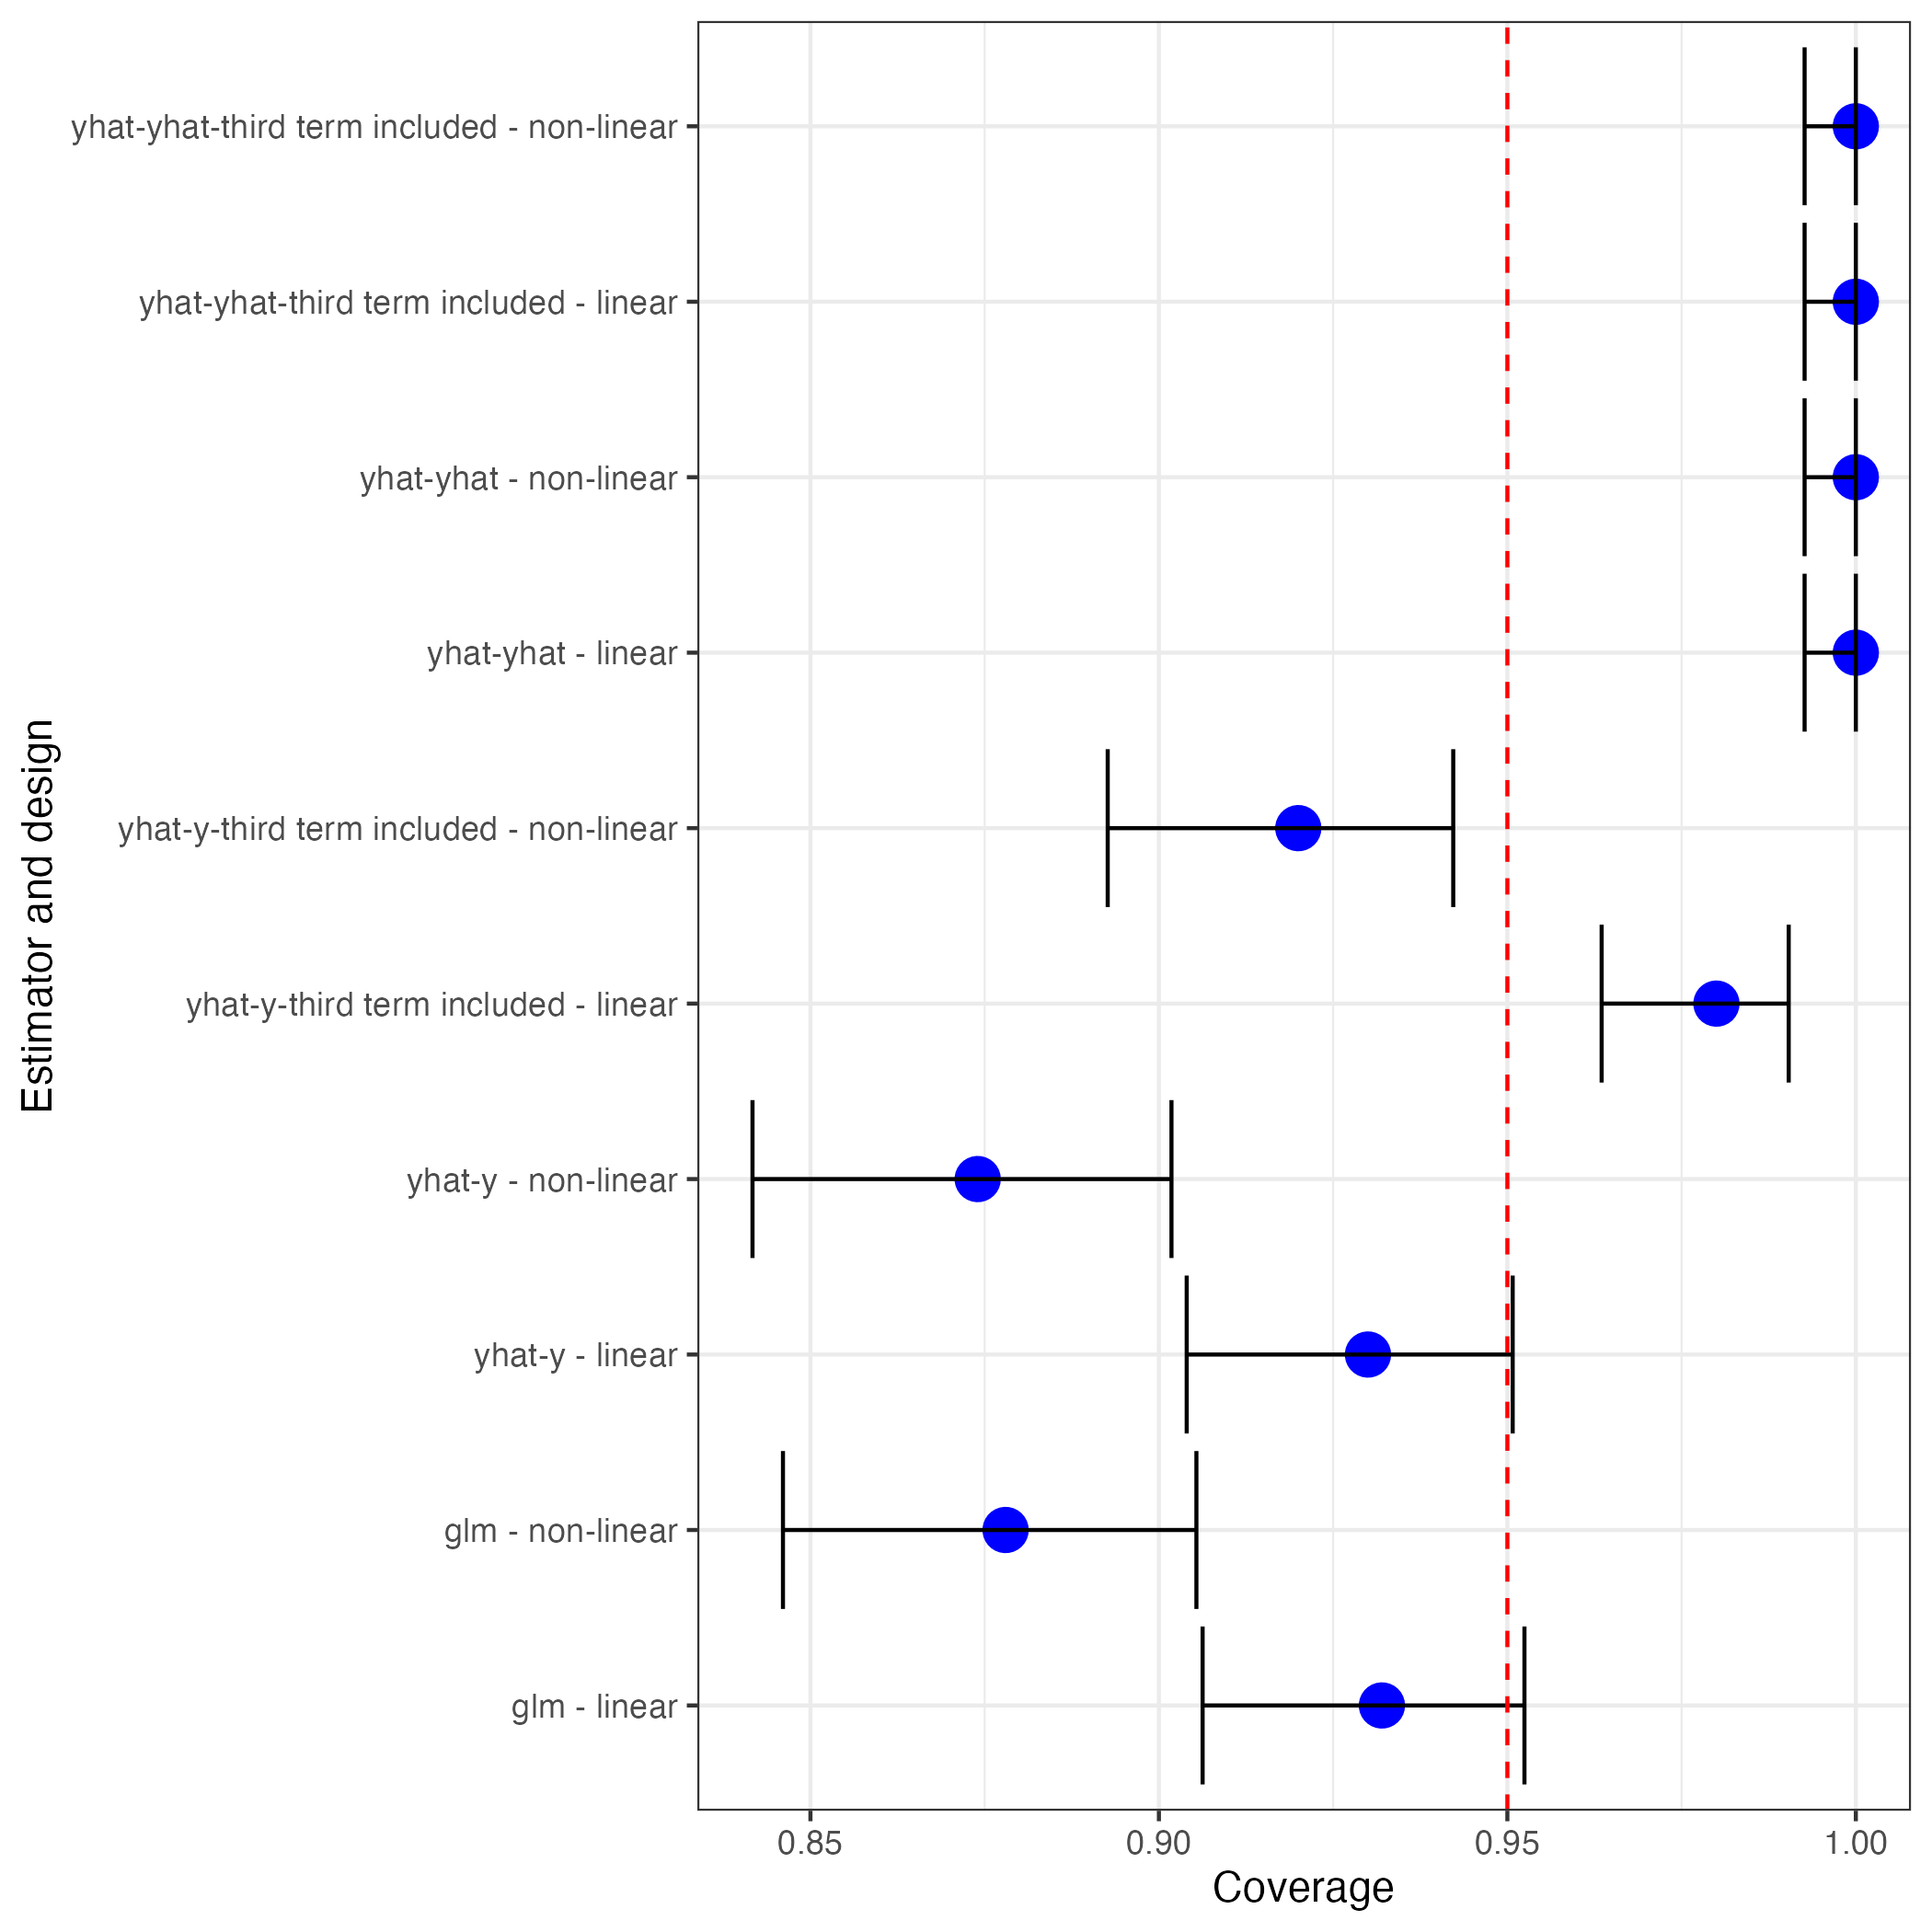 yhat-yhat-third term included - non-linear
yhat-yhat-third term included - linear
yhat-yhat - non-linear
yhat-yhat - linear
yhat-y-third term included - non-linear
yhat-y-third term included - linear
yhat-y - non-linear
yhat-y - linear
glm - non-linear
glm - linear
Estimator and design
0.85 0.90 0.95 1.00
Coverage